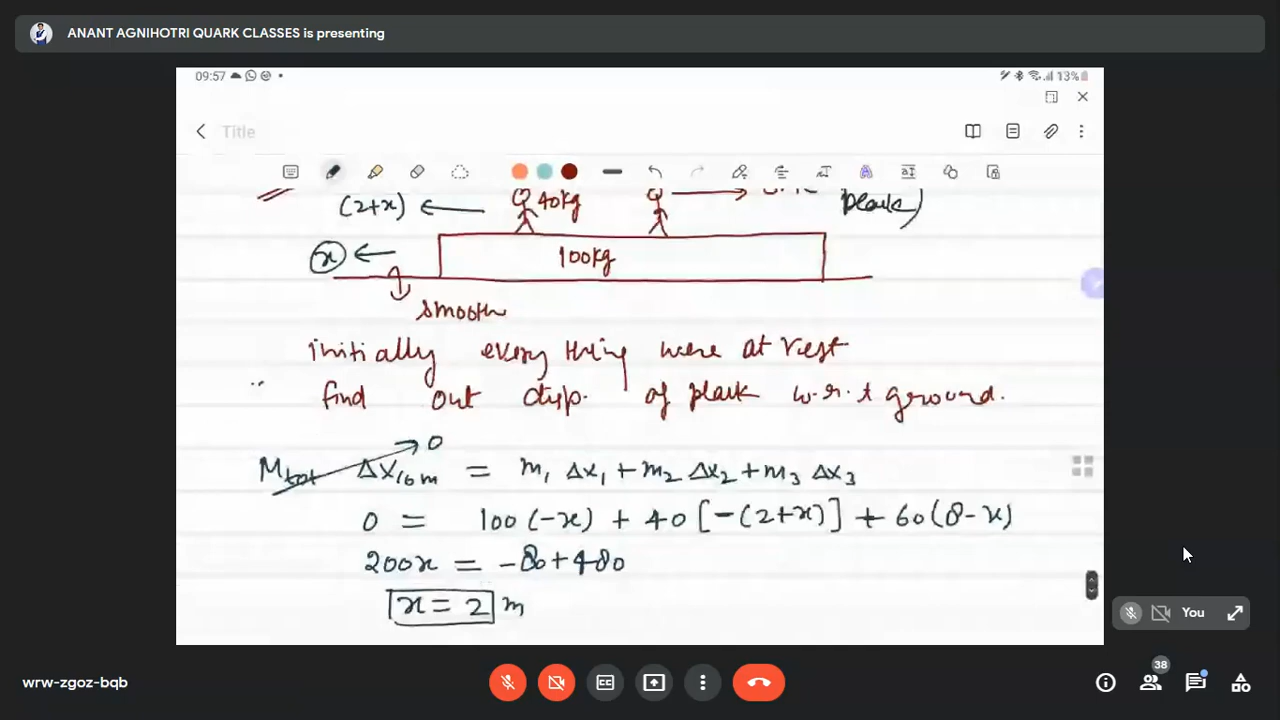 ANANT AGNIHOTRI QUARK CLASSES is presenting
09:57
13%
Title
(2+x) ← 40kg → plank)
x ← 100kg
smooth
initially every thing were at rest
find out disp. of plank w.r.t ground.
Mtot ΔX 0 = m1 Δx1 + m2 Δx2 + m3 Δx3
0 = 100(-x) + 40[-(2+x)] + 60(8-x)
200x = -80+480
x = 2 m
You
38
wrw-zgoz-bqb
CC